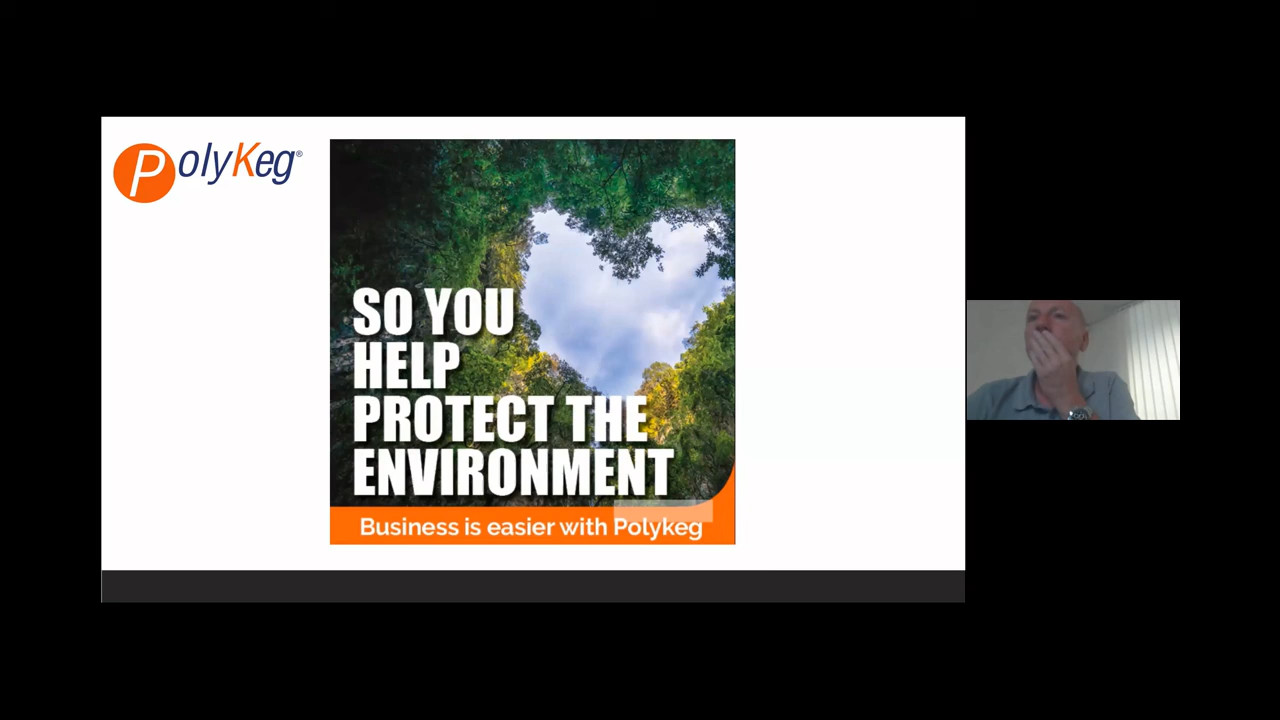 PolyKeg®
SO YOU
HELP
PROTECT THE
ENVIRONMENT
Business is easier with Polykeg